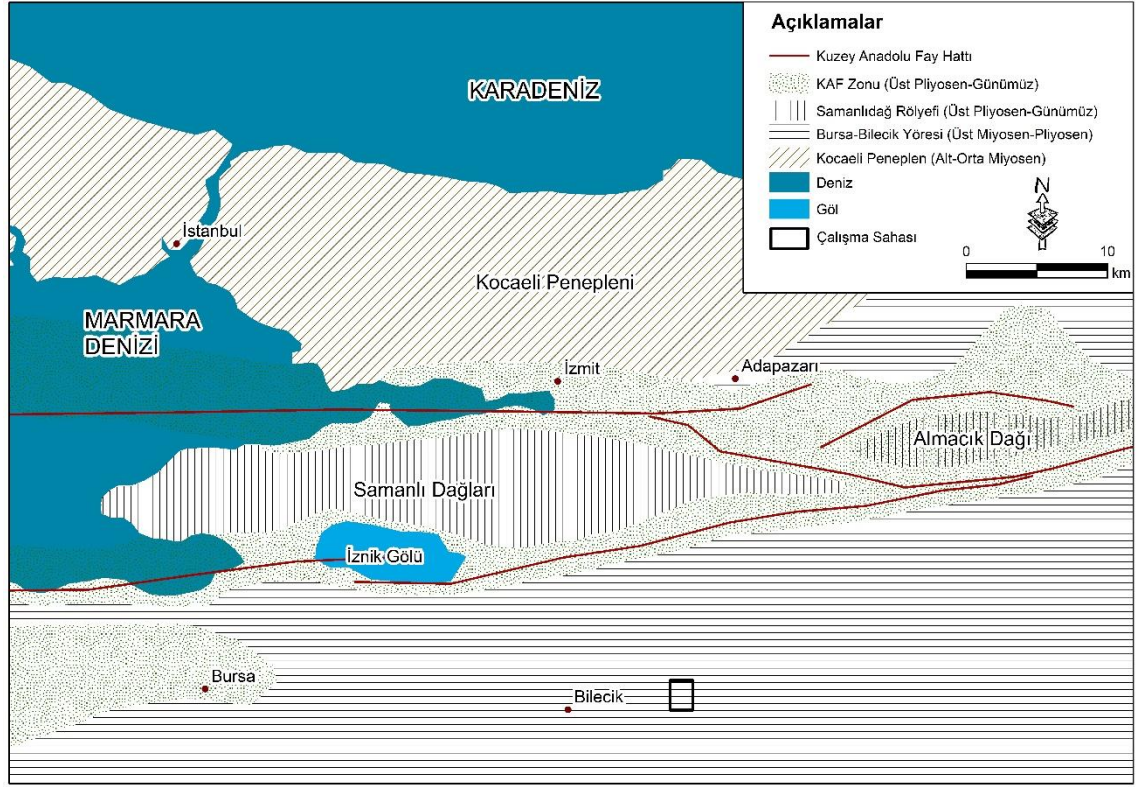 Açıklamalar
Kuzey Anadolu Fay Hattı
KAF Zonu (Üst Pliyosen-Günümüz)
Samanlıdağ Rölyefi (Üst Pliyosen-Günümüz)
Bursa-Bilecik Yöresi (Üst Miyosen-Pliyosen)
Kocaeli Peneplen (Alt-Orta Miyosen)
Deniz
Göl
Çalışma Sahası
N
0 10
km
KARADENİZ
İstanbul
Kocaeli Penepleni
MARMARA
DENİZİ
İzmit
Adapazarı
Almacık Dağı
Samanlı Dağları
İznik Gölü
Bursa
Bilecik